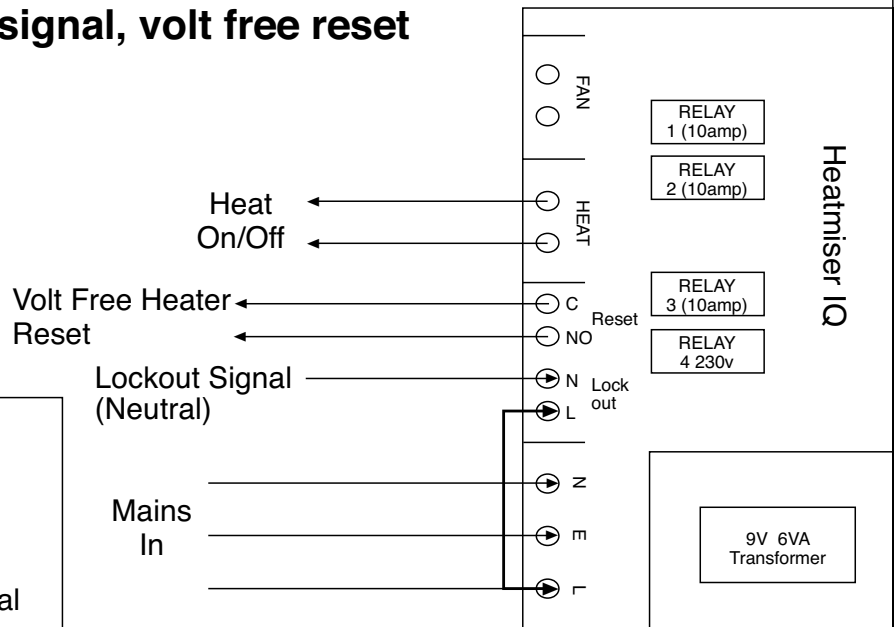 signal, volt free reset
FAN
RELAY
1 (10amp)
RELAY
2 (10amp)
Heatmiser IQ
Heat
On/Off
HEAT
Volt Free Heater
Reset
C
NO
Reset
RELAY
3 (10amp)
RELAY
4 230v
Lockout Signal
(Neutral)
N
L
Lock
out
Mains
In
N
E
L
9V 6VA
Transformer
al